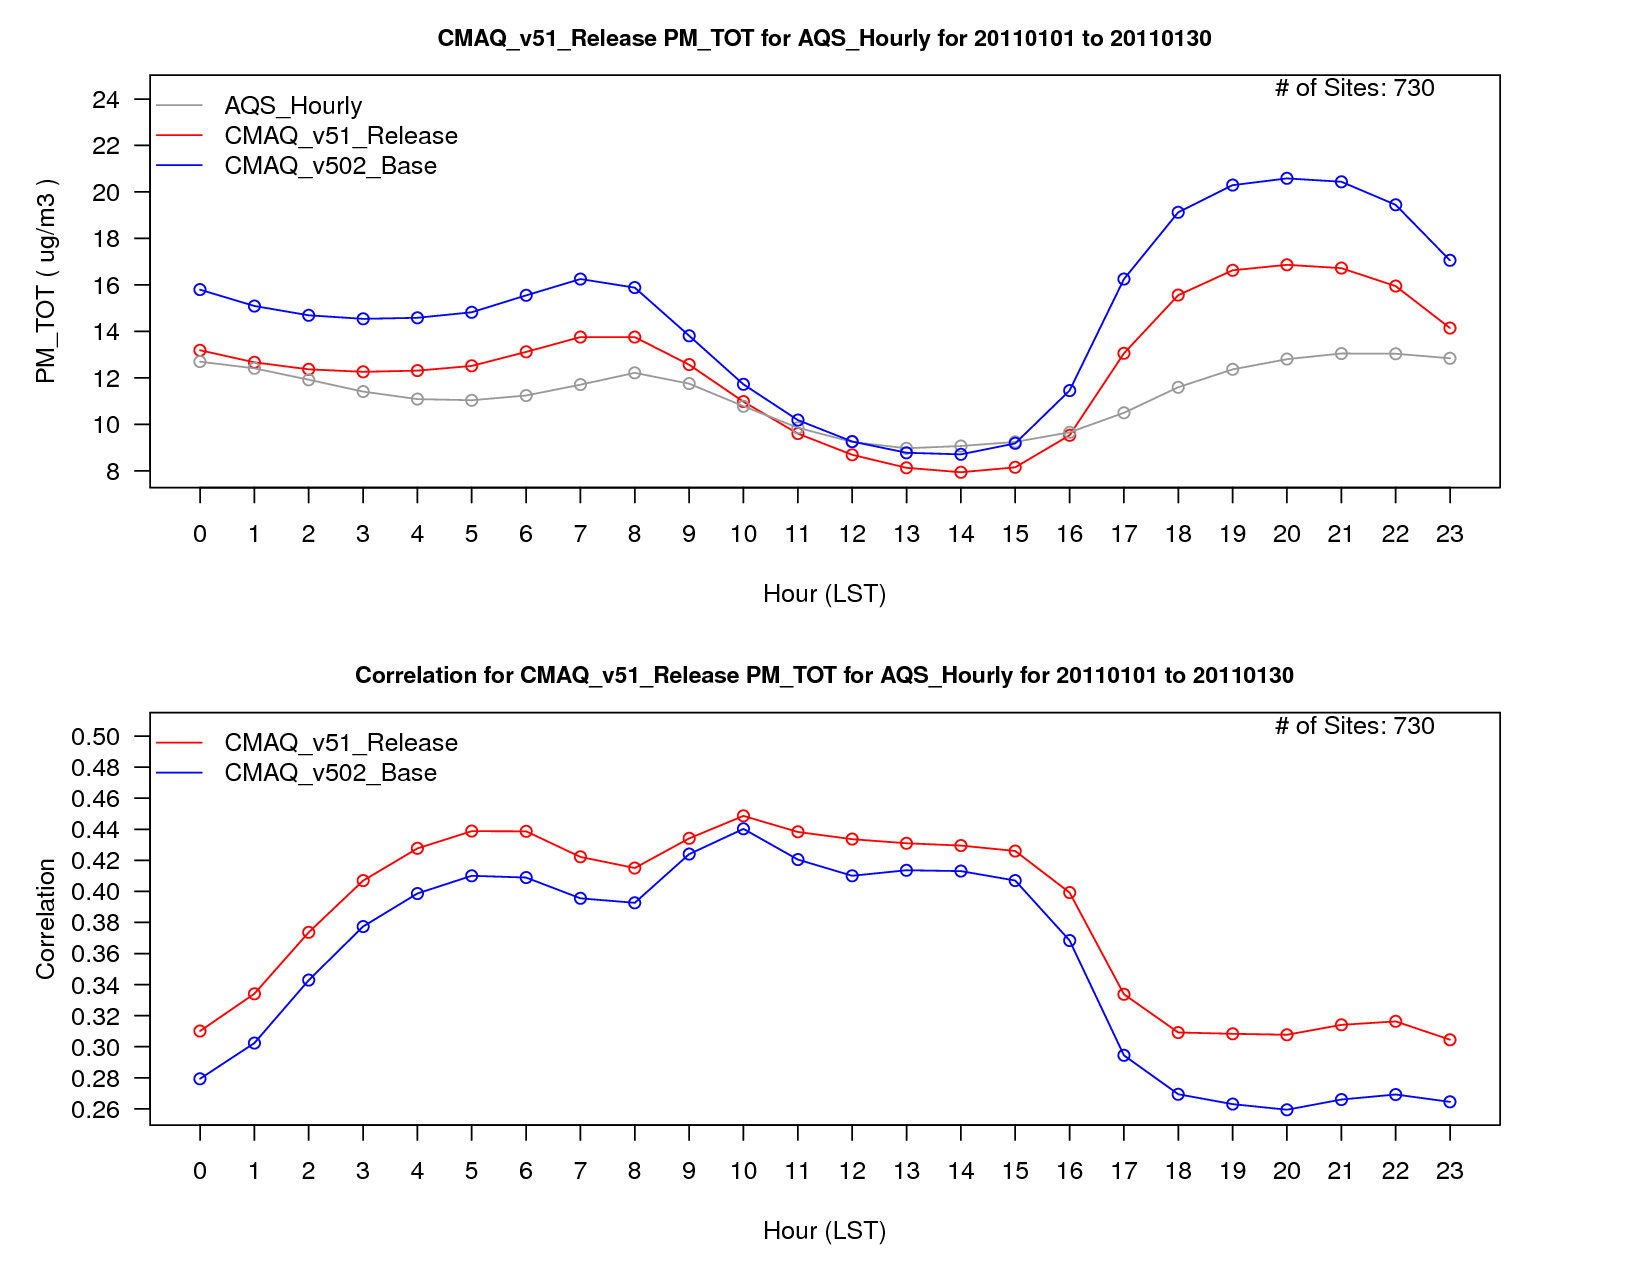 CMAQ_v51_Release PM_TOT for AQS_Hourly for 20110101 to 20110130
# of Sites: 730
AQS_Hourly
CMAQ_v51_Release
CMAQ_v502_Base
PM_TOT ( ug/m3 )
24
22
20
18
16
14
12
10
8
0 1 2 3 4 5 6 7 8 9 10 11 12 13 14 15 16 17 18 19 20 21 22 23
Hour (LST)
Correlation for CMAQ_v51_Release PM_TOT for AQS_Hourly for 20110101 to 20110130
# of Sites: 730
CMAQ_v51_Release
CMAQ_v502_Base
Correlation
0.50
0.48
0.46
0.44
0.42
0.40
0.38
0.36
0.34
0.32
0.30
0.28
0.26
0 1 2 3 4 5 6 7 8 9 10 11 12 13 14 15 16 17 18 19 20 21 22 23
Hour (LST)